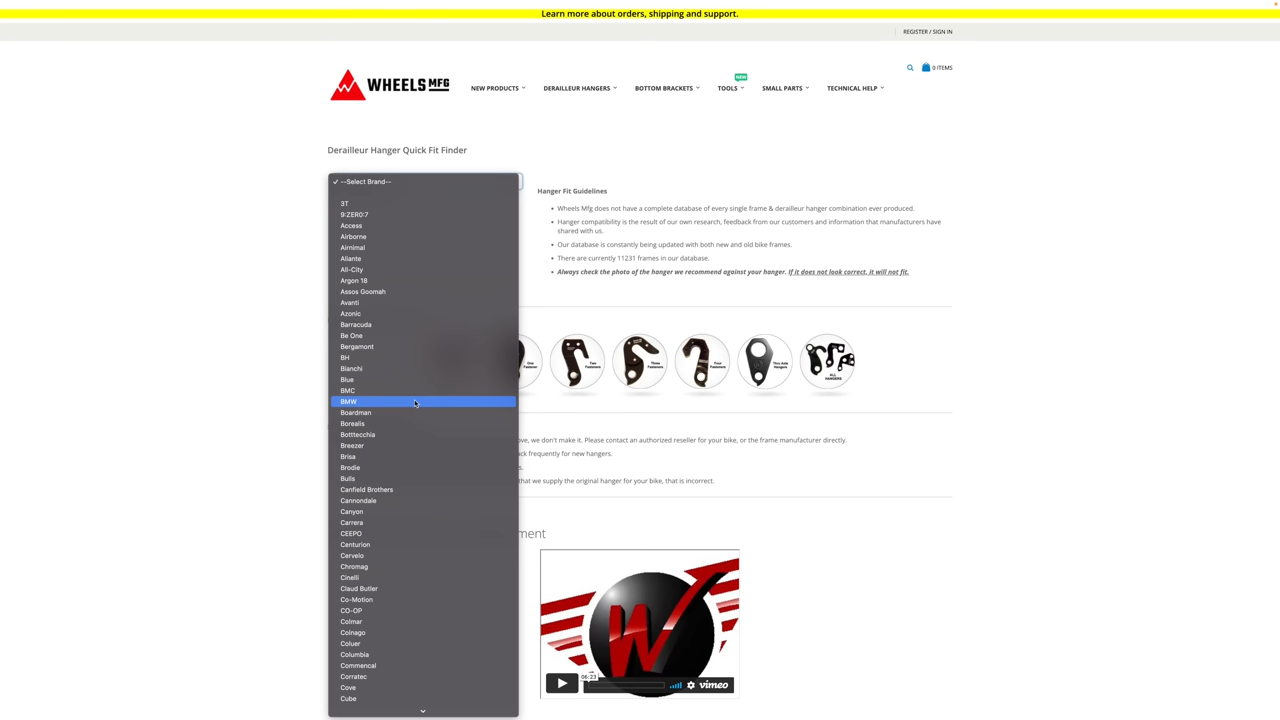 Learn more about orders, shipping and support.
REGISTER / SIGN IN
WHEELS MFG
NEW PRODUCTS
DERAILLEUR HANGERS
BOTTOM BRACKETS
NEW
TOOLS
SMALL PARTS
TECHNICAL HELP
0 ITEMS
Derailleur Hanger Quick Fit Finder
--Select Brand--
3T
9:ZER0:7
Access
Airborne
Airnimal
Aliante
All-City
Argon 18
Assos Goomah
Avanti
Azonic
Barracuda
Be One
Bergamont
BH
Bianchi
Blue
BMC
BMW
Boardman
Borealis
Botttecchia
Breezer
Brisa
Brodie
Bulls
Canfield Brothers
Cannondale
Canyon
Carrera
CEEPO
Centurion
Cervelo
Chromag
Cinelli
Claud Butler
Co-Motion
CO-OP
Colmar
Colnago
Coluer
Columbia
Commencal
Corratec
Cove
Cube
Hanger Fit Guidelines
Wheels Mfg does not have a complete database of every single frame & derailleur hanger combination ever produced.
Hanger compatibility is the result of our own research, feedback from our customers and information that manufacturers have
shared with us.
Our database is constantly being updated with both new and old bike frames.
There are currently 11231 frames in our database.
Always check the photo of the hanger we recommend against your hanger. If it does not look correct, it will not fit.
One Fastener
Two Fasteners
Three Fasteners
Four Fasteners
Thru Axle Hangers
ALL HANGERS
ove, we don't make it. Please contact an authorized reseller for your bike, or the frame manufacturer directly.
ck frequently for new hangers.
s.
that we supply the original hanger for your bike, that is incorrect.
ment
W
06:23
vimeo